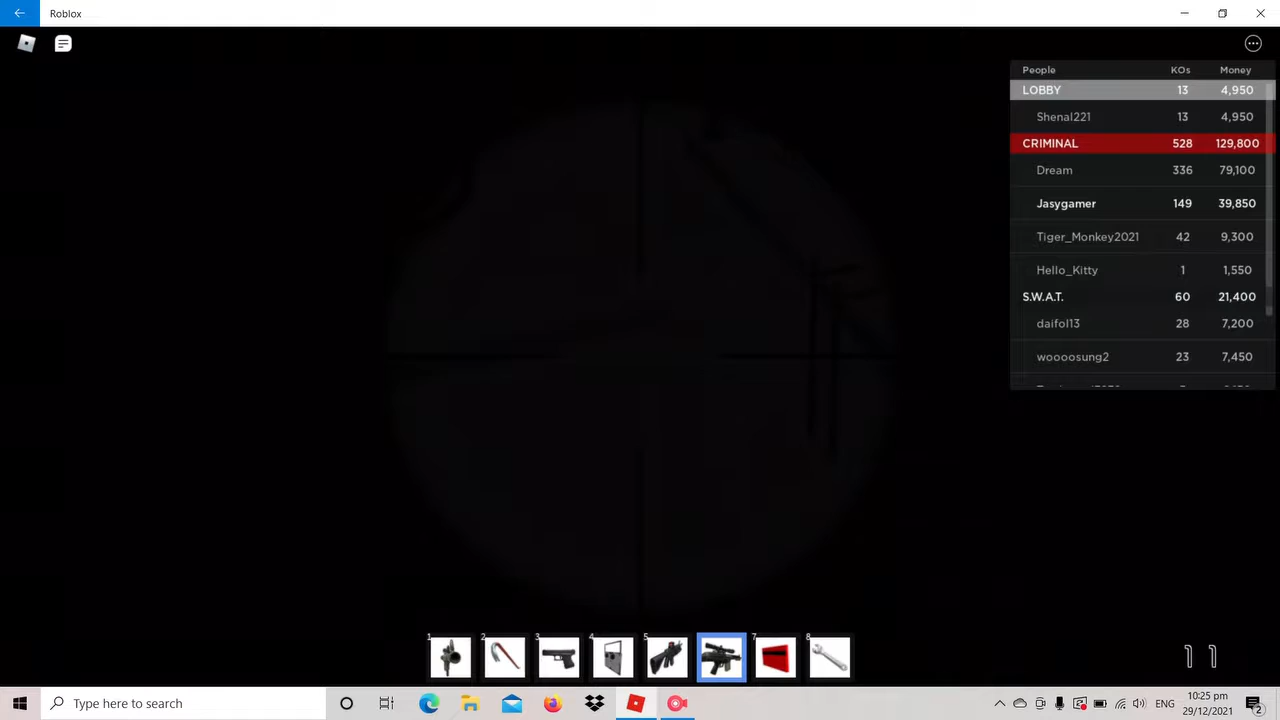 Roblox
People KOs Money
LOBBY 13 4,950
Shenal221 13 4,950
CRIMINAL 528 129,800
Dream 336 79,100
Jasygamer 149 39,850
Tiger_Monkey2021 42 9,300
Hello_Kitty 1 1,550
S.W.A.T. 60 21,400
daifol13 28 7,200
woooosung2 23 7,450
1 2 3 4 5 7 8
Type here to search
ENG
10:25 pm
29/12/2021
2